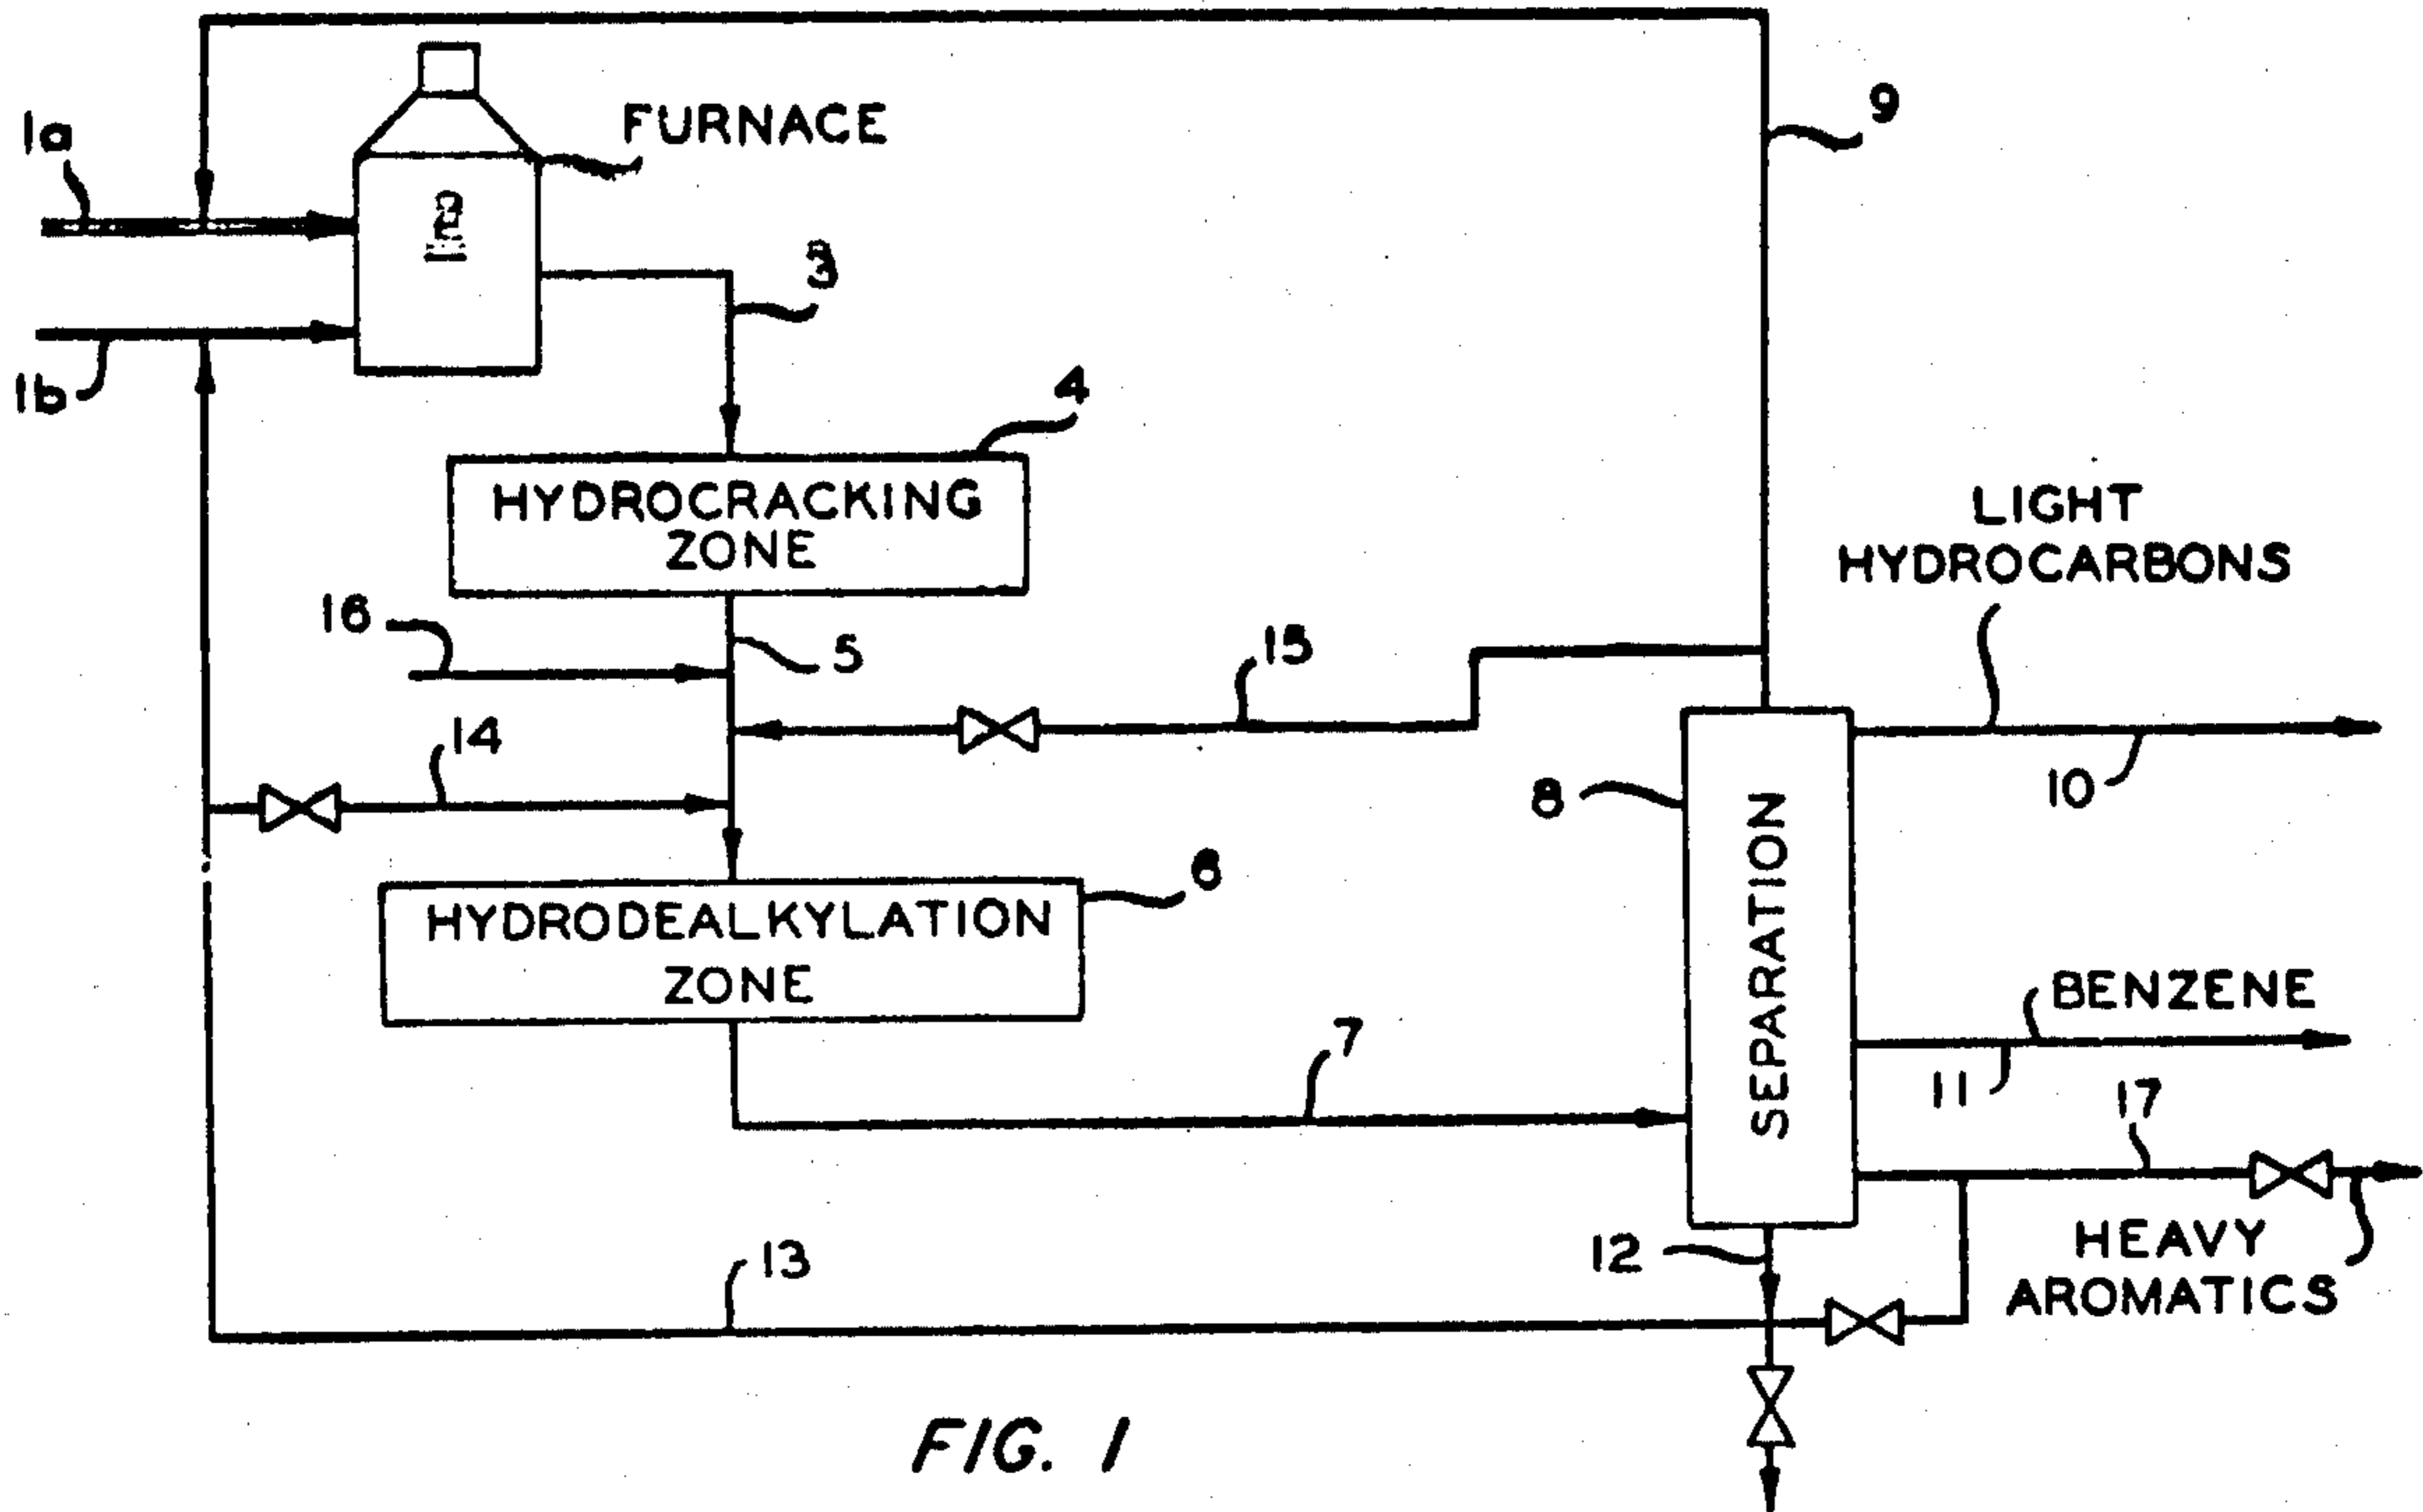 9
FURNACE
1a
2
3
1b
4
HYDROCRACKING
ZONE
LIGHT
HYDROCARBONS
16
5
15
14
10
8
SEPARATION
6
HYDRODEALKYLATION
ZONE
BENZENE
7
11
17
12
HEAVY
AROMATICS
13
FIG. 1